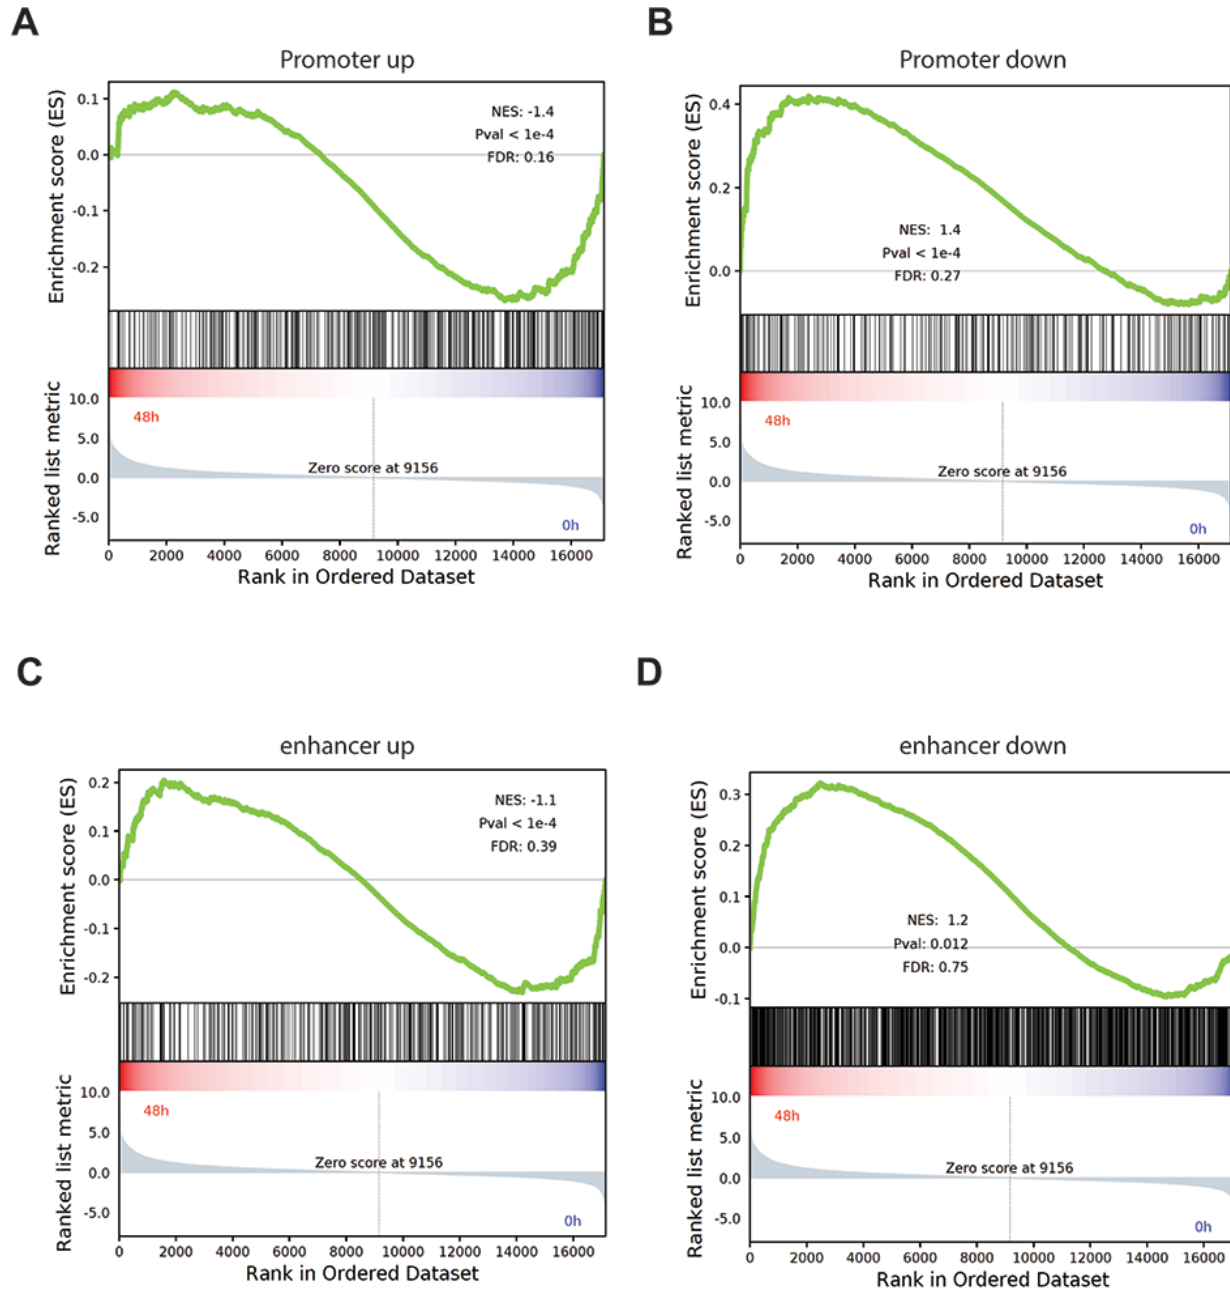 A
Promoter up
Enrichment score (ES)
0.1
0.0
-0.1
-0.2
NES: -1.4
Pval < 1e-4
FDR: 0.16
Ranked list metric
10.0
5.0
0.0
-5.0
48h
Zero score at 9156
0h
0 2000 4000 6000 8000 10000 12000 14000 16000
Rank in Ordered Dataset
B
Promoter down
Enrichment score (ES)
0.4
0.2
0.0
NES: 1.4
Pval < 1e-4
FDR: 0.27
Ranked list metric
10.0
5.0
0.0
-5.0
48h
Zero score at 9156
0h
0 2000 4000 6000 8000 10000 12000 14000 16000
Rank in Ordered Dataset
C
enhancer up
Enrichment score (ES)
0.2
0.1
0.0
-0.1
-0.2
NES: -1.1
Pval < 1e-4
FDR: 0.39
Ranked list metric
10.0
5.0
0.0
-5.0
48h
Zero score at 9156
0h
0 2000 4000 6000 8000 10000 12000 14000 16000
Rank in Ordered Dataset
D
enhancer down
Enrichment score (ES)
0.3
0.2
0.1
0.0
-0.1
NES: 1.2
Pval: 0.012
FDR: 0.75
Ranked list metric
10.0
5.0
0.0
-5.0
48h
Zero score at 9156
0h
0 2000 4000 6000 8000 10000 12000 14000 16000
Rank in Ordered Dataset